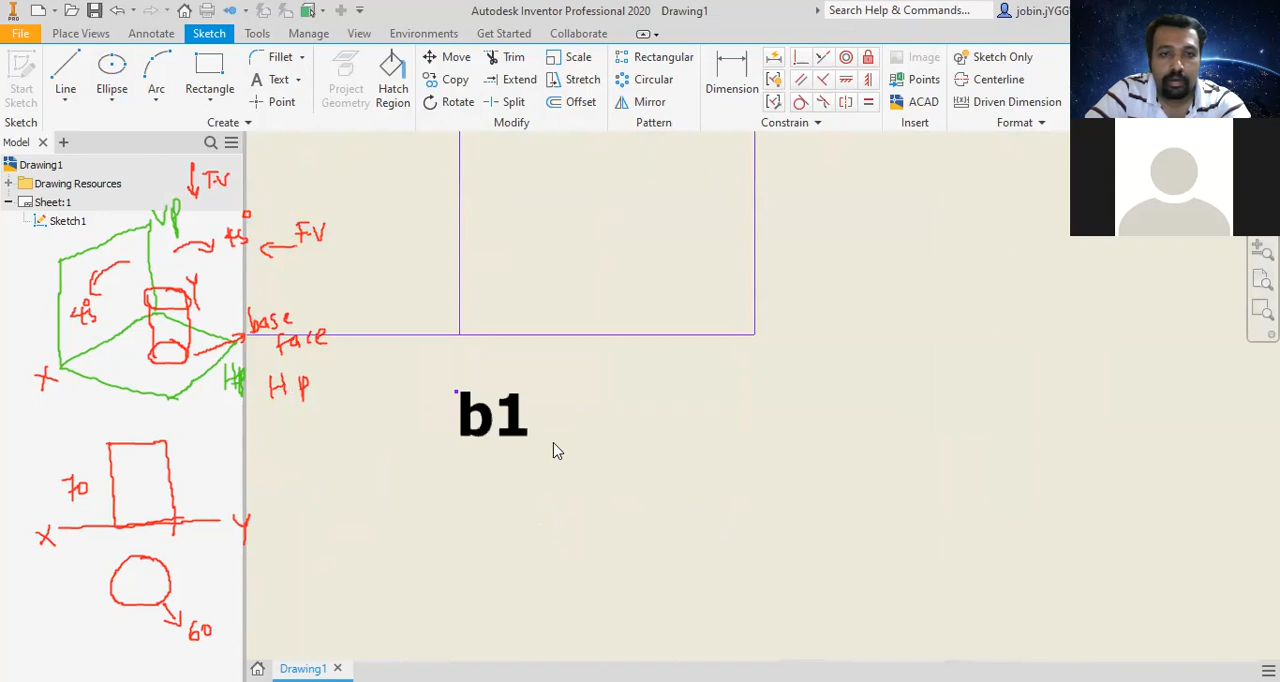 Autodesk Inventor Professional 2020 Drawing1
Search Help & Commands...
jobin.jYGG
File Place Views Annotate Sketch Tools Manage View Environments Get Started Collaborate
Start Sketch
Line
Ellipse
Arc
Rectangle
Fillet
Text
Point
Project Geometry
Hatch Region
Move
Copy
Rotate
Trim
Extend
Split
Scale
Stretch
Offset
Rectangular
Circular
Mirror
Dimension
Image
Points
ACAD
Sketch Only
Centerline
Driven Dimension
Sketch
Create
Modify
Pattern
Constrain
Insert
Format
Model
Drawing1
Drawing Resources
Sheet:1
Sketch1
T.V
VP
45°
F.V
45°
Y
base
face
X
HP
H P
b1
70
X
Y
60
Drawing1
PRO